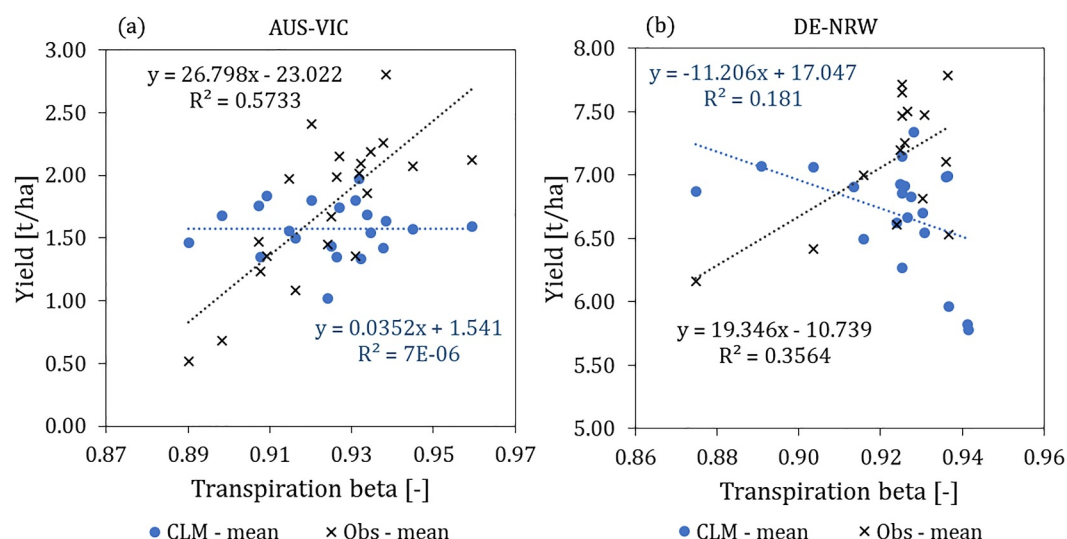 (a) AUS-VIC
y = 26.798x - 23.022
R² = 0.5733
y = 0.0352x + 1.541
R² = 7E-06
Yield [t/ha]
3.00
2.50
2.00
1.50
1.00
0.50
0.00
0.87 0.89 0.91 0.93 0.95 0.97
Transpiration beta [-]
CLM - mean Obs - mean
(b) DE-NRW
y = -11.206x + 17.047
R² = 0.181
y = 19.346x - 10.739
R² = 0.3564
Yield [t/ha]
8.00
7.50
7.00
6.50
6.00
5.50
5.00
0.86 0.88 0.90 0.92 0.94 0.96
Transpiration beta [-]
CLM - mean Obs - mean